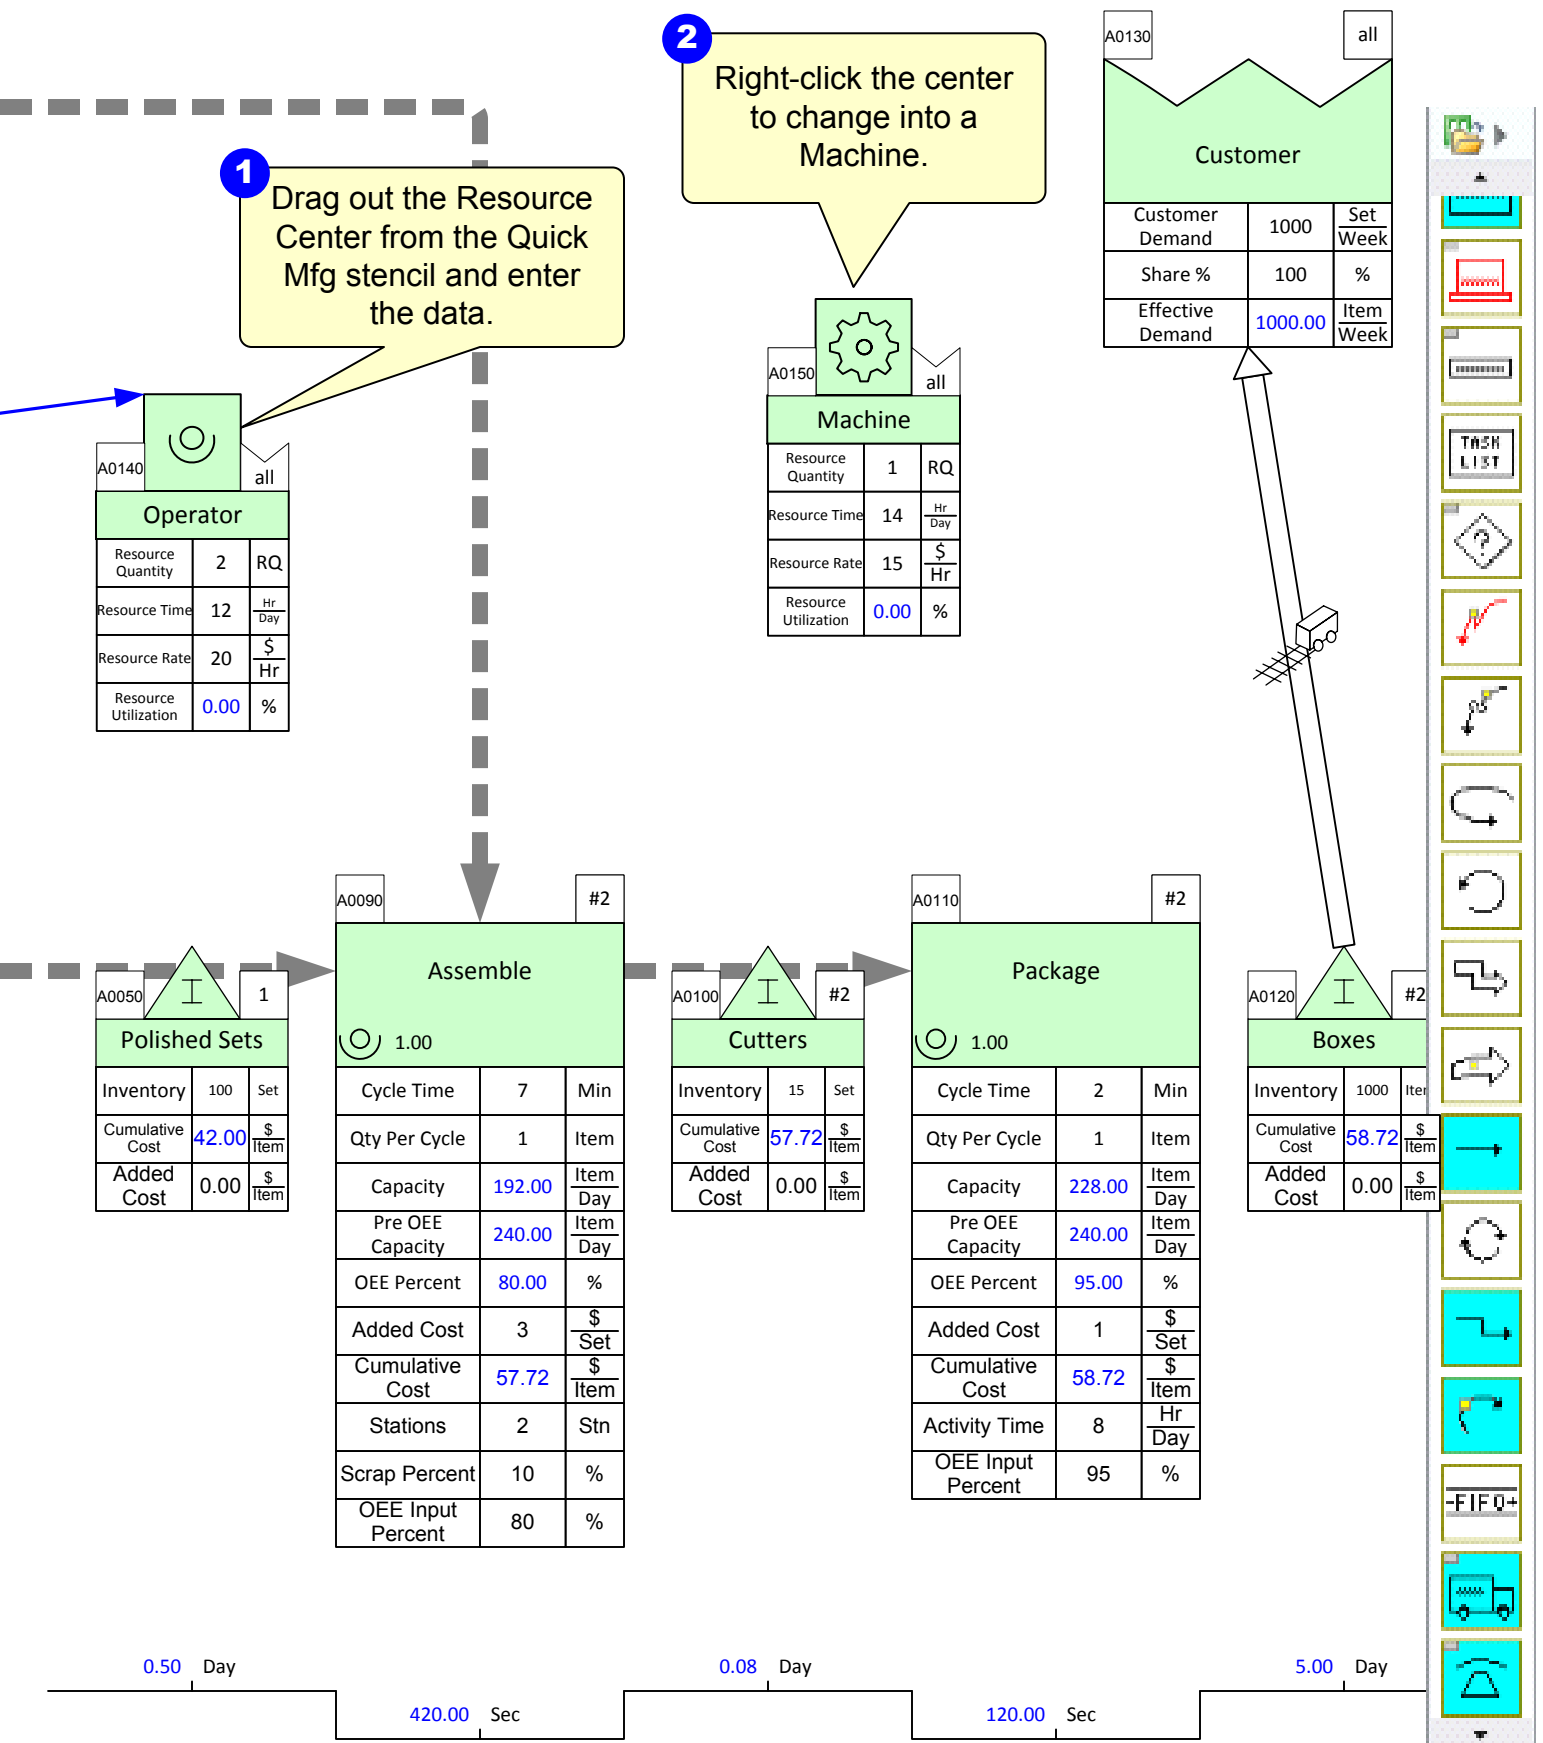 2
Right-click the center
to change into a
Machine.
A0130
all
Customer
Customer
Demand
1000
Set
Week
Share %
100
%
Effective
Demand
1000.00
Item
Week
1
Drag out the Resource
Center from the Quick
Mfg stencil and enter
the data.
A0140
all
Operator
Resource
Quantity
2
RQ
Resource Time
12
Hr
Day
Resource Rate
20
$
Hr
Resource
Utilization
0.00
%
A0150
all
Machine
Resource
Quantity
1
RQ
Resource Time
14
Hr
Day
Resource Rate
15
$
Hr
Resource
Utilization
0.00
%
TASK
LIST
?
A0050
I
1
Polished Sets
Inventory
100
Set
Cumulative
Cost
42.00
$
Item
Added
Cost
0.00
$
Item
A0090
#2
Assemble
1.00
Cycle Time
7
Min
Qty Per Cycle
1
Item
Capacity
192.00
Item
Day
Pre OEE
Capacity
240.00
Item
Day
OEE Percent
80.00
%
Added Cost
3
$
Set
Cumulative
Cost
57.72
$
Item
Stations
2
Stn
Scrap Percent
10
%
OEE Input
Percent
80
%
A0100
I
#2
Cutters
Inventory
15
Set
Cumulative
Cost
57.72
$
Item
Added
Cost
0.00
$
Item
A0110
#2
Package
1.00
Cycle Time
2
Min
Qty Per Cycle
1
Item
Capacity
228.00
Item
Day
Pre OEE
Capacity
240.00
Item
Day
OEE Percent
95.00
%
Added Cost
1
$
Set
Cumulative
Cost
58.72
$
Item
Activity Time
8
Hr
Day
OEE Input
Percent
95
%
A0120
I
#2
Boxes
Inventory
1000
Iter
Cumulative
Cost
58.72
$
Item
Added
Cost
0.00
$
Item
-FIFO→
0.50 Day
420.00 Sec
0.08 Day
120.00 Sec
5.00 Day